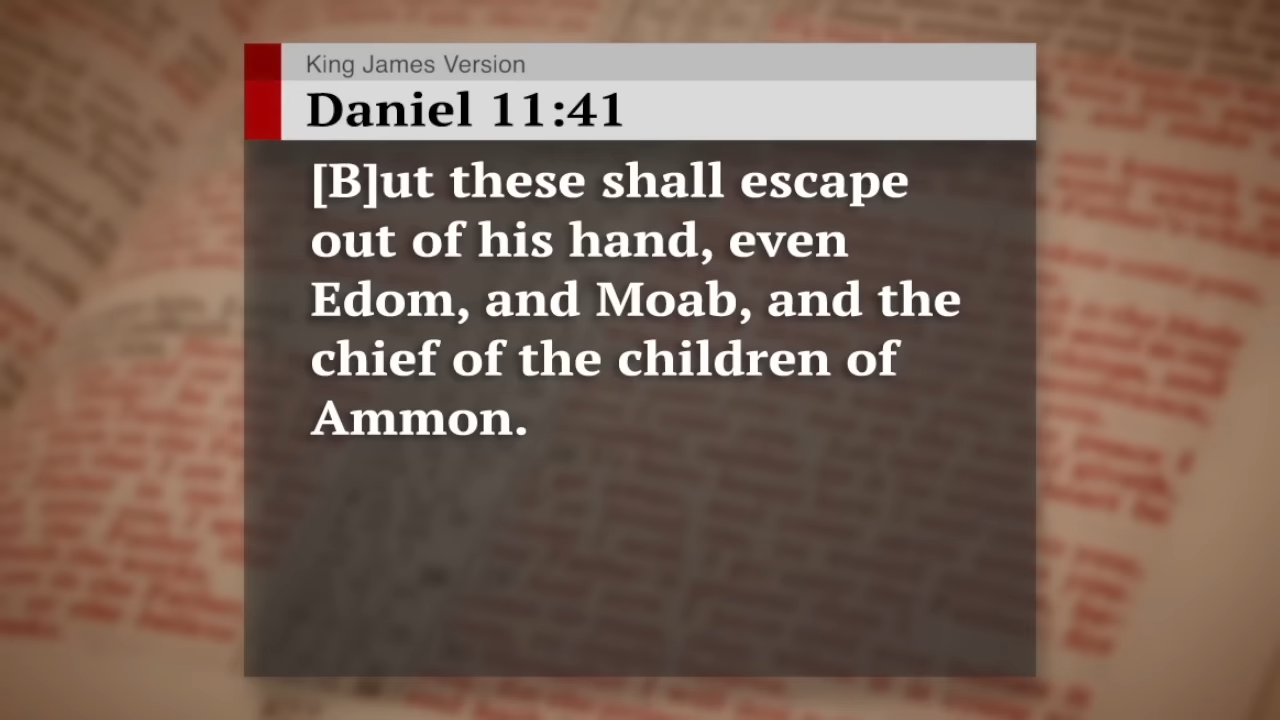 King James Version
Daniel 11:41
[B]ut these shall escape
out of his hand, even
Edom, and Moab, and the
chief of the children of
Ammon.